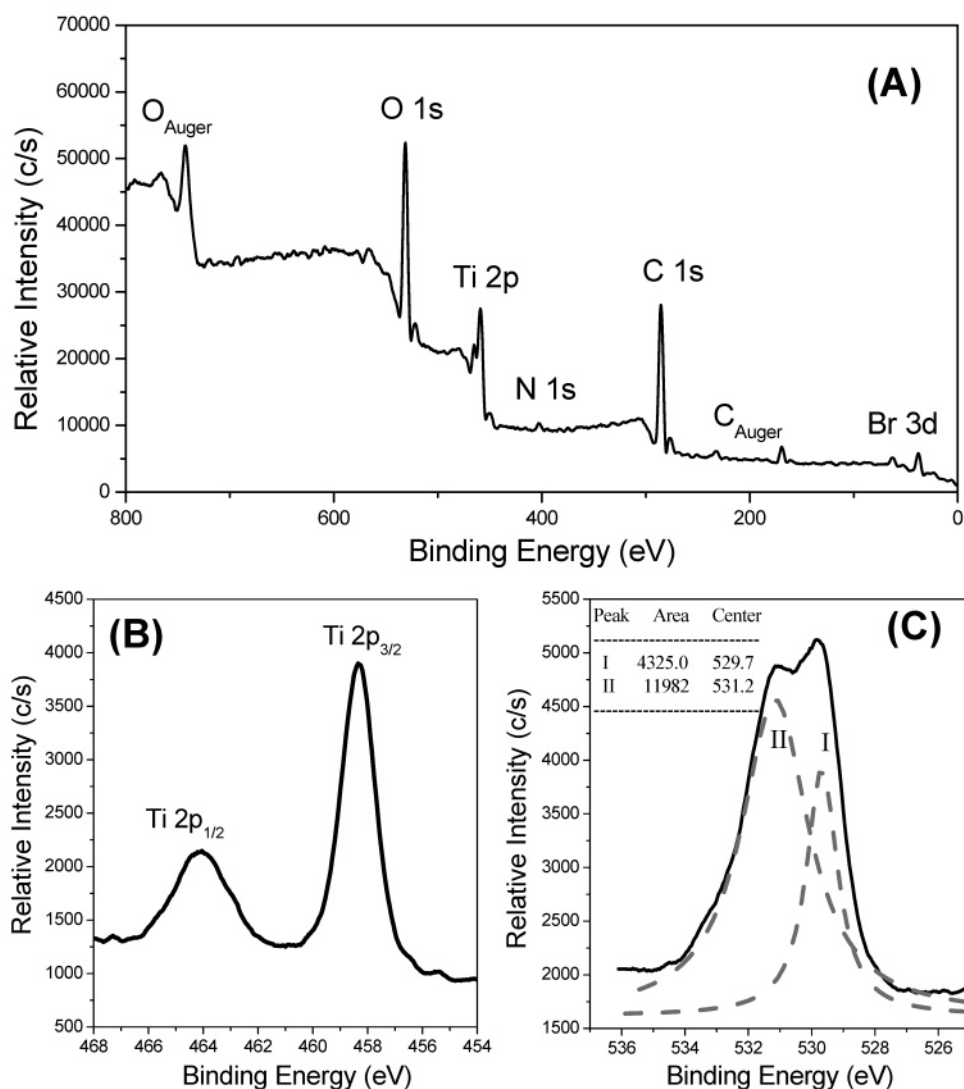 (A)
Relative Intensity (c/s)
70000
60000
50000
40000
30000
20000
10000
0
O Auger
O 1s
Ti 2p
N 1s
C 1s
C Auger
Br 3d
800 600 400 200 0
Binding Energy (eV)
(B)
Relative Intensity (c/s)
4500
4000
3500
3000
2500
2000
1500
1000
500
Ti 2p3/2
Ti 2p1/2
468 466 464 462 460 458 456 454
Binding Energy (eV)
(C)
Relative Intensity (c/s)
5500
5000
4500
4000
3500
3000
2500
2000
1500
Peak Area Center
I 4325.0 529.7
II 11982 531.2
II
I
536 534 532 530 528 526
Binding Energy (eV)